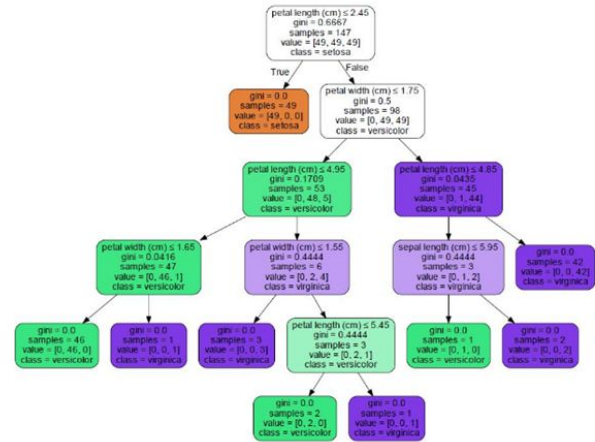 petal length (cm) ≤ 2.45
gini = 0.6667
samples = 147
value = [49, 49, 49]
class = setosa
True
False
gini = 0.0
samples = 49
value = [49, 0, 0]
class = setosa
petal width (cm) ≤ 1.75
gini = 0.5
samples = 98
value = [0, 49, 49]
class = versicolor
petal length (cm) ≤ 4.95
gini = 0.1709
samples = 53
value = [0, 48, 5]
class = versicolor
petal length (cm) ≤ 4.85
gini = 0.0435
samples = 45
value = [0, 1, 44]
class = virginica
petal width (cm) ≤ 1.65
gini = 0.0416
samples = 47
value = [0, 46, 1]
class = versicolor
petal width (cm) ≤ 1.55
gini = 0.4444
samples = 6
value = [0, 2, 4]
class = virginica
sepal length (cm) ≤ 5.95
gini = 0.4444
samples = 3
value = [0, 1, 2]
class = virginica
gini = 0.0
samples = 42
value = [0, 0, 42]
class = virginica
gini = 0.0
samples = 46
value = [0, 46, 0]
class = versicolor
gini = 0.0
samples = 1
value = [0, 0, 1]
class = virginica
gini = 0.0
samples = 3
value = [0, 0, 3]
class = virginica
petal length (cm) ≤ 5.45
gini = 0.4444
samples = 3
value = [0, 2, 1]
class = versicolor
gini = 0.0
samples = 1
value = [0, 1, 0]
class = versicolor
gini = 0.0
samples = 2
value = [0, 0, 2]
class = virginica
gini = 0.0
samples = 2
value = [0, 2, 0]
class = versicolor
gini = 0.0
samples = 1
value = [0, 0, 1]
class = virginica